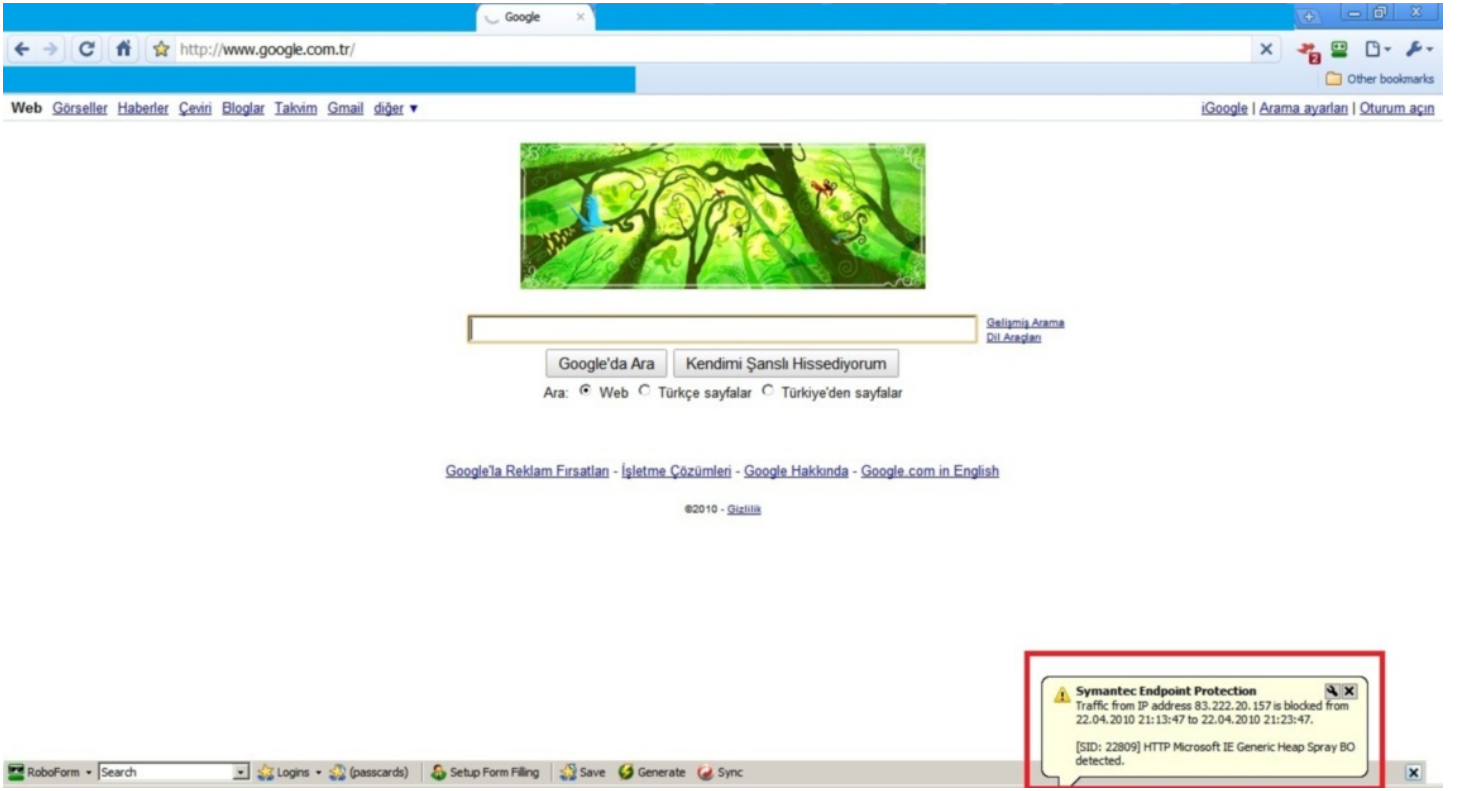 Google
http://www.google.com.tr/
2
Other bookmarks
Web Görseller Haberler Çeviri Bloglar Takvim Gmail diğer ▼
iGoogle | Arama ayarları | Oturum açın
Gelişmiş Arama
Dil Araçları
Google'da Ara Kendimi Şanslı Hissediyorum
Ara: Web Türkçe sayfalar Türkiye'den sayfalar
Google'la Reklam Fırsatları - İşletme Çözümleri - Google Hakkında - Google.com in English
©2010 - Gizlilik
Symantec Endpoint Protection
Traffic from IP address 83.222.20.157 is blocked from
22.04.2010 21:13:47 to 22.04.2010 21:23:47.
[SID: 22809] HTTP Microsoft IE Generic Heap Spray BO
detected.
RoboForm Search Logins (passcards) Setup Form Filling Save Generate Sync